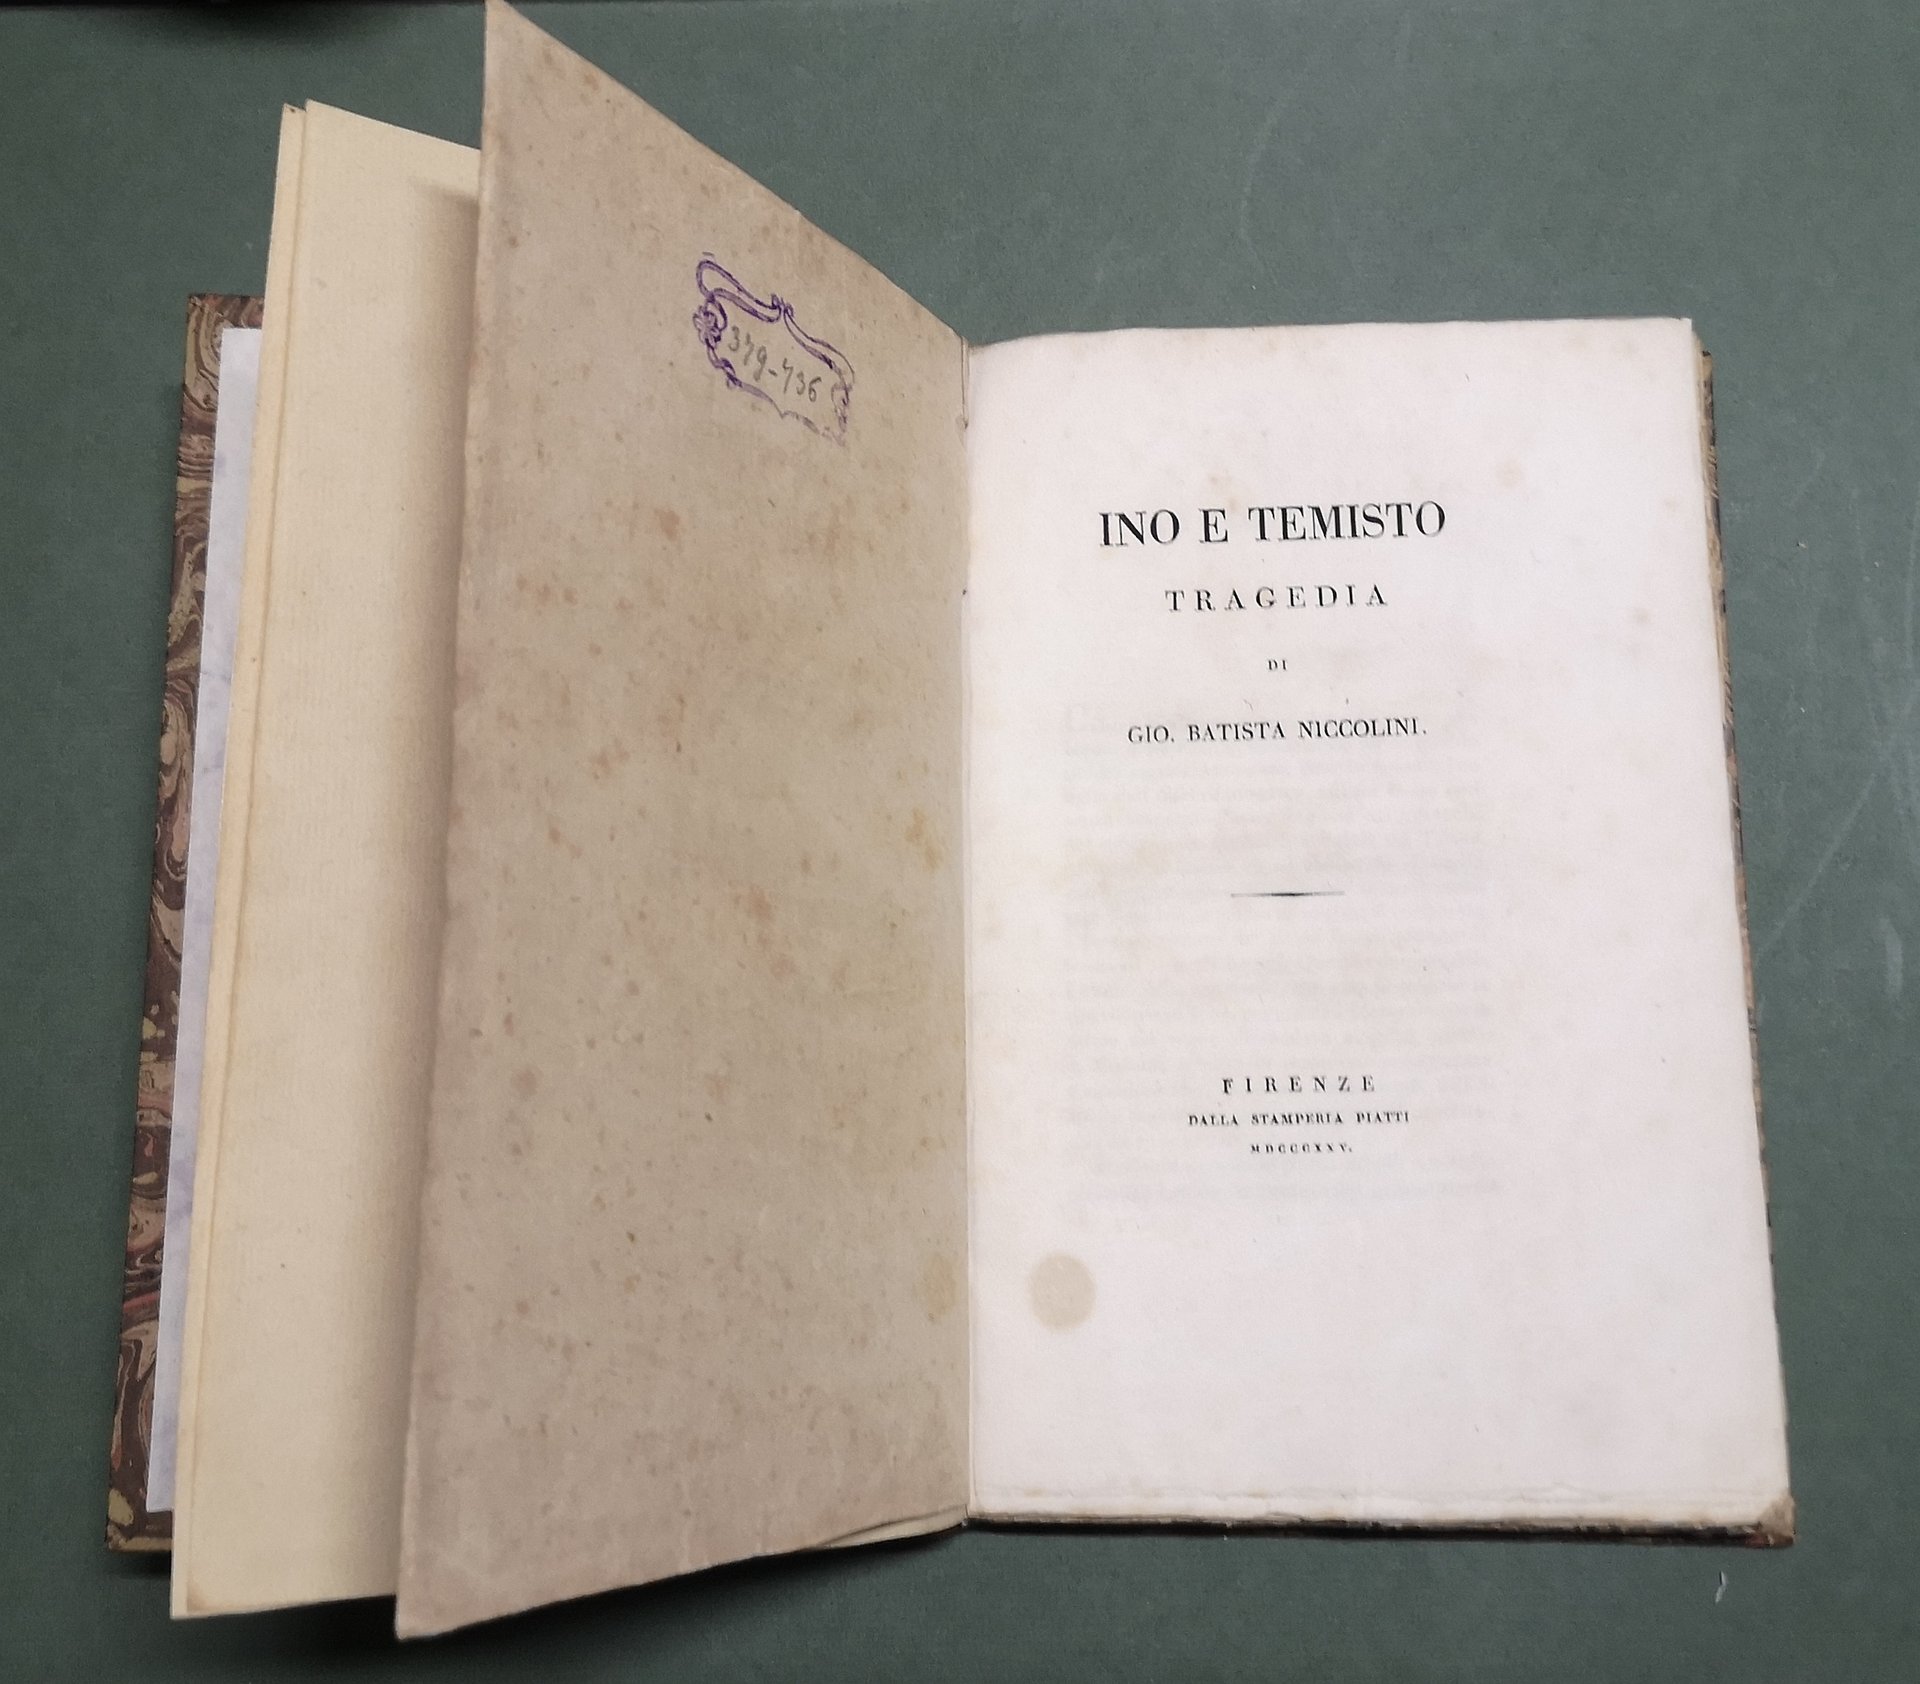 379-736
INO E TEMISTO
TRAGEDIA
DI
GIO. BATISTA NICCOLINI.
FIRENZE
DALLA STAMPERIA PIATTI
MDCCCXXV.